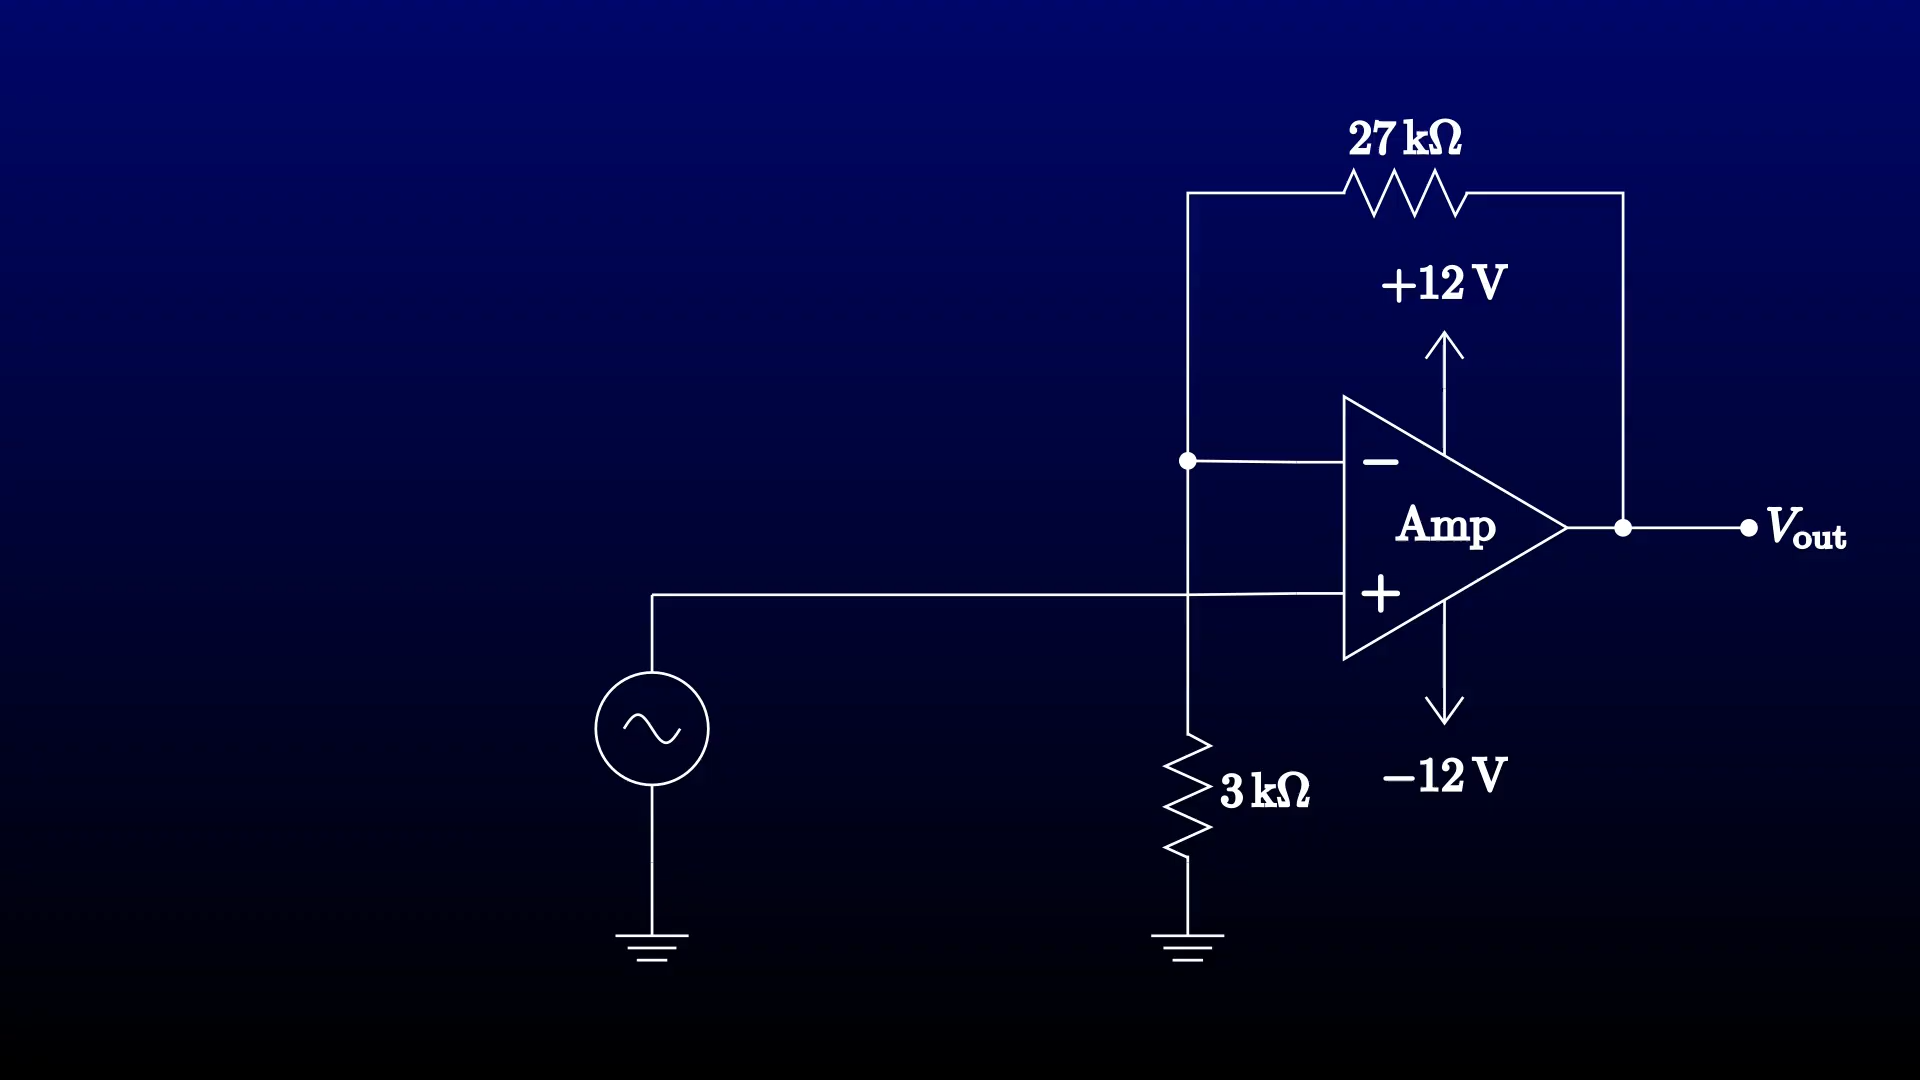 27 kΩ
+12 V
−
Amp
V_out
+
3 kΩ
−12 V